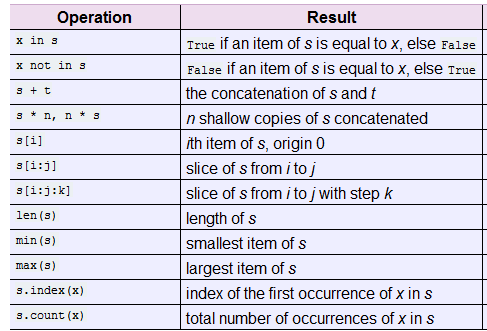 Operation Result
x in s True if an item of s is equal to x, else False
x not in s False if an item of s is equal to x, else True
s + t the concatenation of s and t
s * n, n * s n shallow copies of s concatenated
s[i] ith item of s, origin 0
s[i:j] slice of s from i to j
s[i:j:k] slice of s from i to j with step k
len(s) length of s
min(s) smallest item of s
max(s) largest item of s
s.index(x) index of the first occurrence of x in s
s.count(x) total number of occurrences of x in s